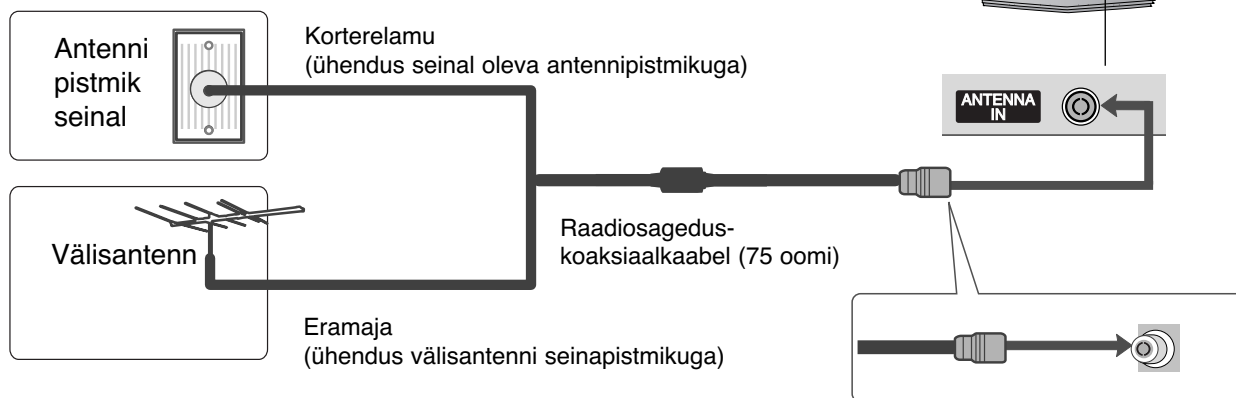 Antenni
pistmik
seinal
Korterelamu
(ühendus seinal oleva antennipistmikuga)
ANTENNA
IN
Välisantenn
Raadiosagedus-
koaksiaalkaabel (75 oomi)
Eramaja
(ühendus välisantenni seinapistmikuga)